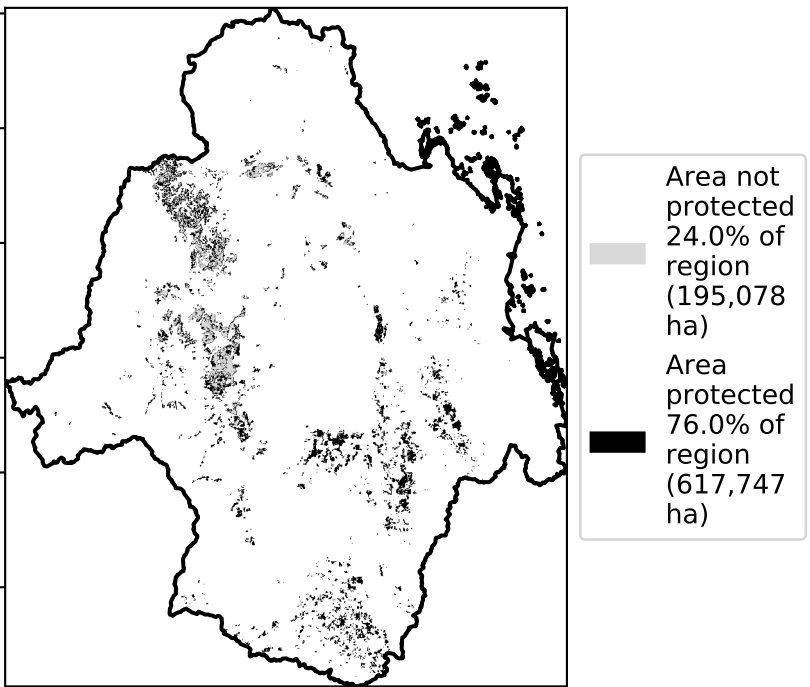 Area not
protected
24.0% of
region
(195,078
ha)
Area
protected
76.0% of
region
(617,747
ha)